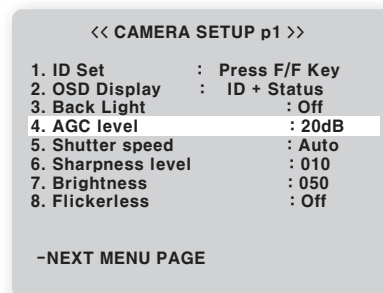 << CAMERA SETUP p1 >>
1. ID Set : Press F/F Key
2. OSD Display : ID + Status
3. Back Light : Off
4. AGC level : 20dB
5. Shutter speed : Auto
6. Sharpness level : 010
7. Brightness : 050
8. Flickerless : Off
-NEXT MENU PAGE